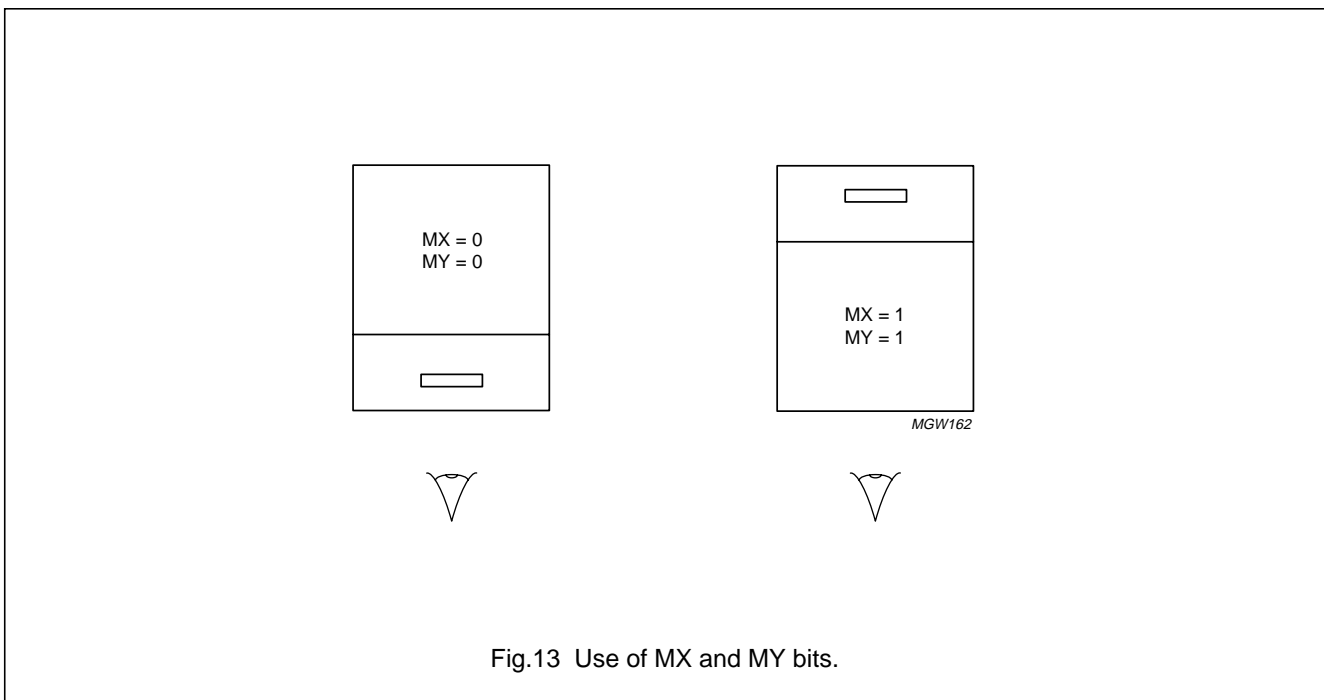 MX = 0
MY = 0
MX = 1
MY = 1
MGW162
Fig.13 Use of MX and MY bits.